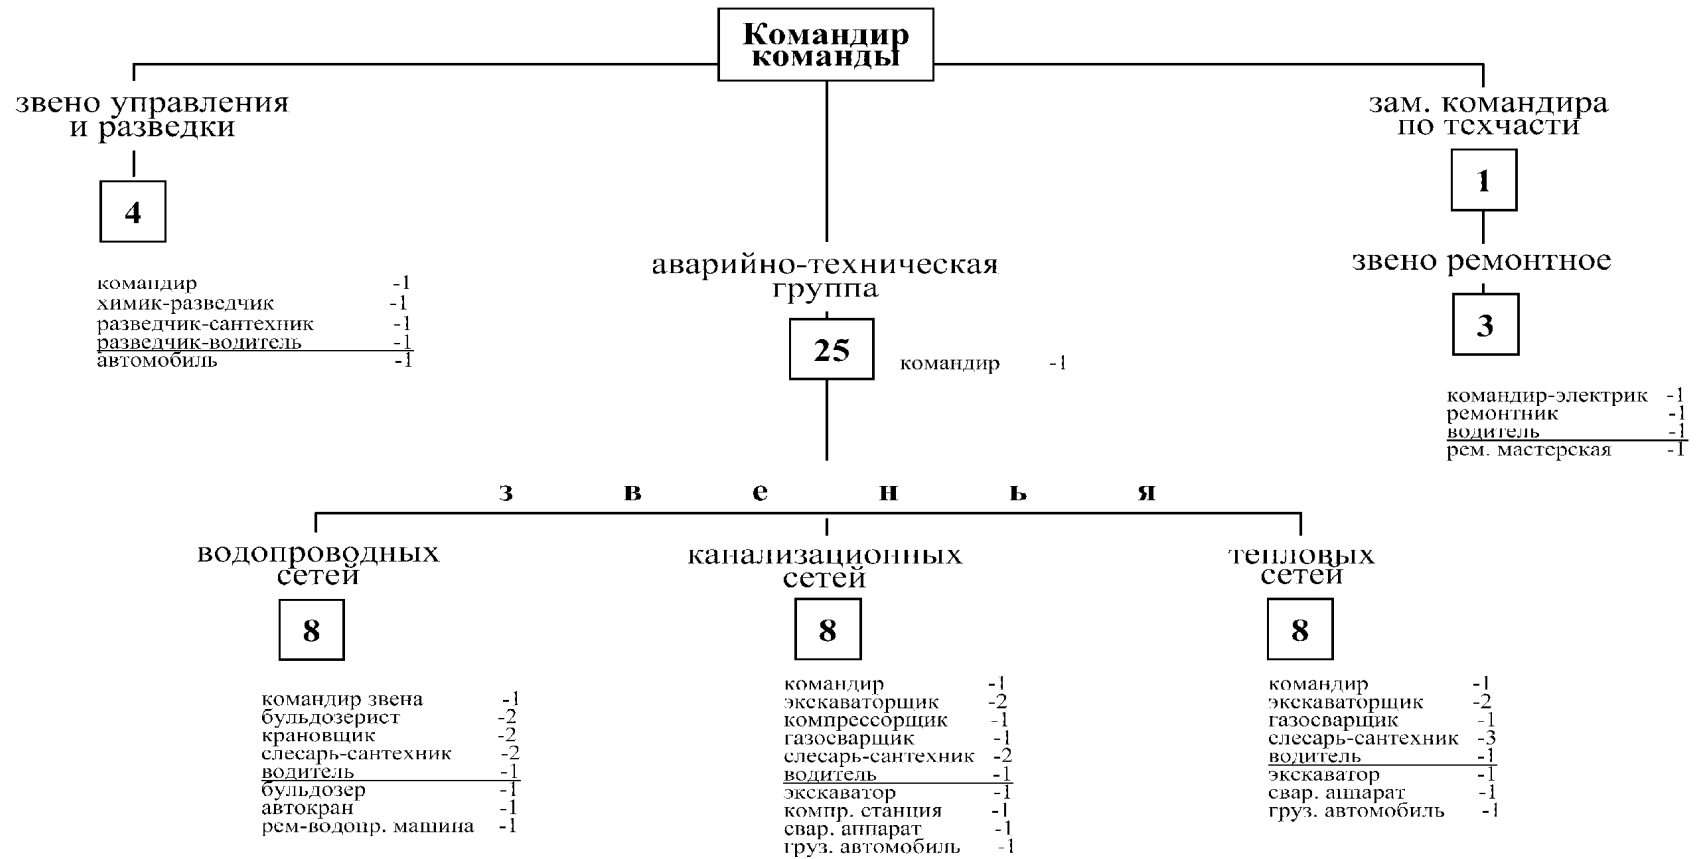 Командир
команды
звено управления
и разведки
4
командир -1
химик-разведчик -1
разведчик-сантехник -1
разведчик-водитель -1
автомобиль -1
зам. командира
по техчасти
1
звено ремонтное
3
командир-электрик -1
ремонтник -1
водитель -1
рем. мастерская -1
аварийно-техническая
группа
25
командир -1
з в е н ь я
водопроводных
сетей
8
командир звена -1
бульдозерист -2
крановщик -2
слесарь-сантехник -2
водитель -1
бульдозер -1
автокран -1
рем-водопр. машина -1
канализационных
сетей
8
командир -1
экскаваторщик -2
компрессорщик -1
газосварщик -1
слесарь-сантехник -2
водитель -1
экскаватор -1
компр. станция -1
свар. аппарат -1
груз. автомобиль -1
тепловых
сетей
8
командир -1
экскаваторщик -2
газосварщик -1
слесарь-сантехник -3
водитель -1
экскаватор -1
свар. аппарат -1
груз. автомобиль -1